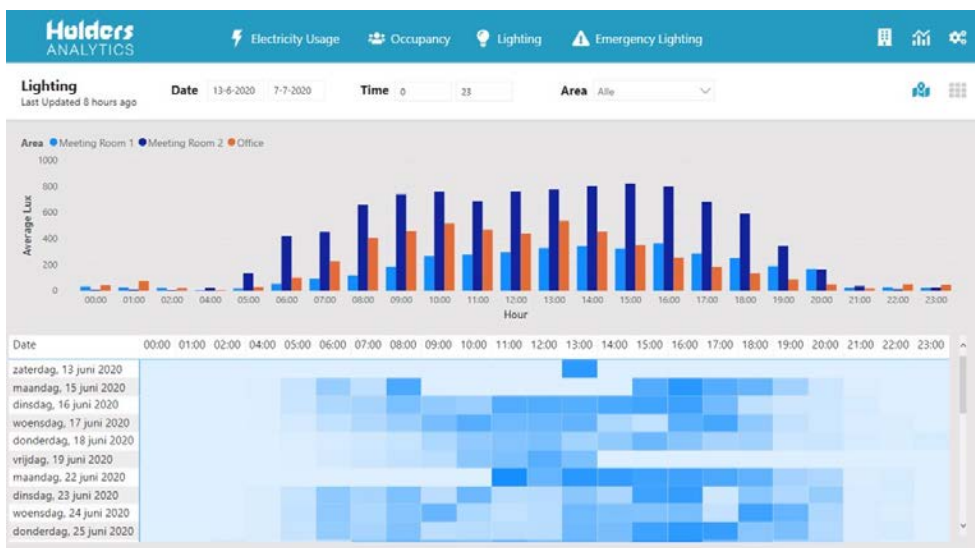 Holders
ANALYTICS
Electricity Usage
Occupancy
Lighting
Emergency Lighting
Lighting
Last Updated 8 hours ago
Date 13-6-2020 7-7-2020
Time 0 23
Area Alle
Area Meeting Room 1 Meeting Room 2 Office
1000
800
600
400
200
0
Average Lux
00:00 01:00 02:00 04:00 05:00 06:00 07:00 08:00 09:00 10:00 11:00 12:00 13:00 14:00 15:00 16:00 17:00 18:00 19:00 20:00 21:00 22:00 23:00
Hour
Date 00:00 01:00 02:00 04:00 05:00 06:00 07:00 08:00 09:00 10:00 11:00 12:00 13:00 14:00 15:00 16:00 17:00 18:00 19:00 20:00 21:00 22:00 23:00
zaterdag, 13 juni 2020
maandag, 15 juni 2020
dinsdag, 16 juni 2020
woensdag, 17 juni 2020
donderdag, 18 juni 2020
vrijdag, 19 juni 2020
maandag, 22 juni 2020
dinsdag, 23 juni 2020
woensdag, 24 juni 2020
donderdag, 25 juni 2020